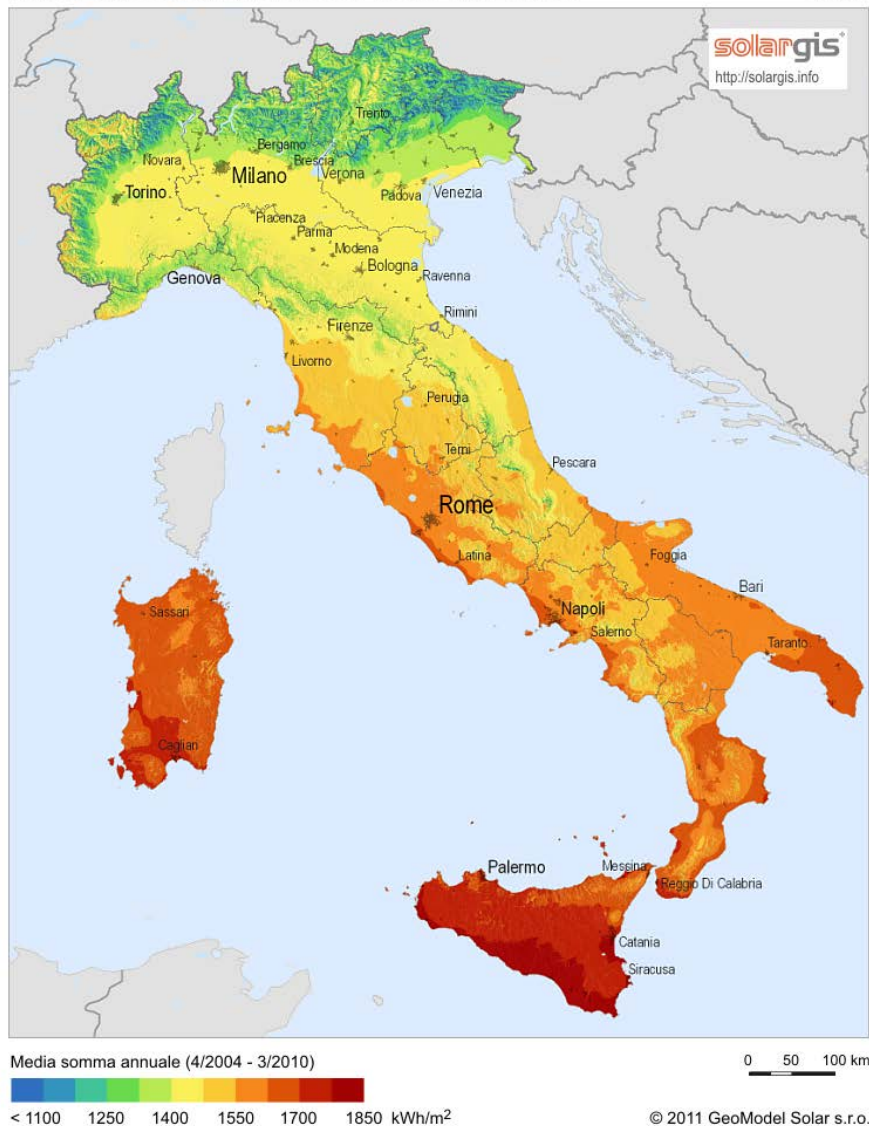 solargis
http://solargis.info
Trento
Bergamo
Novara
Brescia
Milano
Verona
Torino
Padova
Venezia
Piacenza
Parma
Modena
Bologna
Genova
Ravenna
Rimini
Firenze
Livorno
Perugia
Terni
Pescara
Rome
Latina
Foggia
Bari
Napoli
Sassari
Salerno
Taranto
Cagliari
Palermo
Messina
Reggio Di Calabria
Catania
Siracusa
Media somma annuale (4/2004 - 3/2010)
0 50 100 km
< 1100 1250 1400 1550 1700 1850 kWh/m²
© 2011 GeoModel Solar s.r.o.